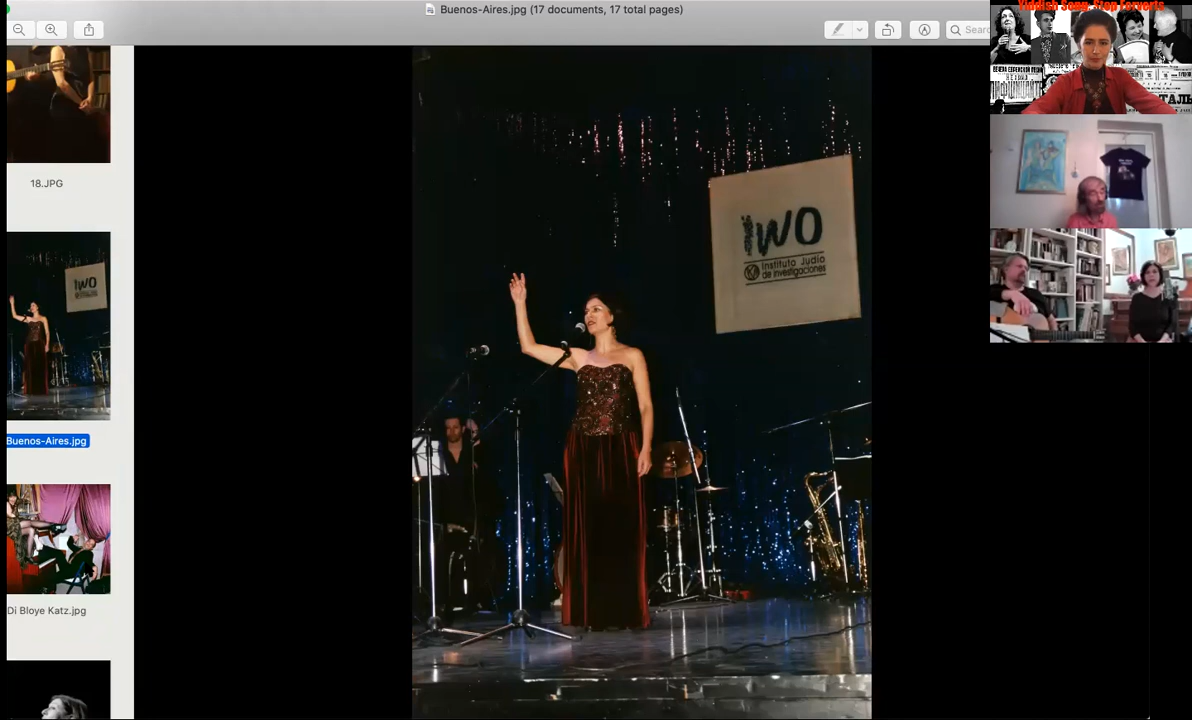 Buenos-Aires.jpg (17 documents, 17 total pages)
Yiddish Song. Stop Forverts
18.JPG
IWO
Instituto Judío
de investigaciones
Buenos-Aires.jpg
Di Bloye Katz.jpg